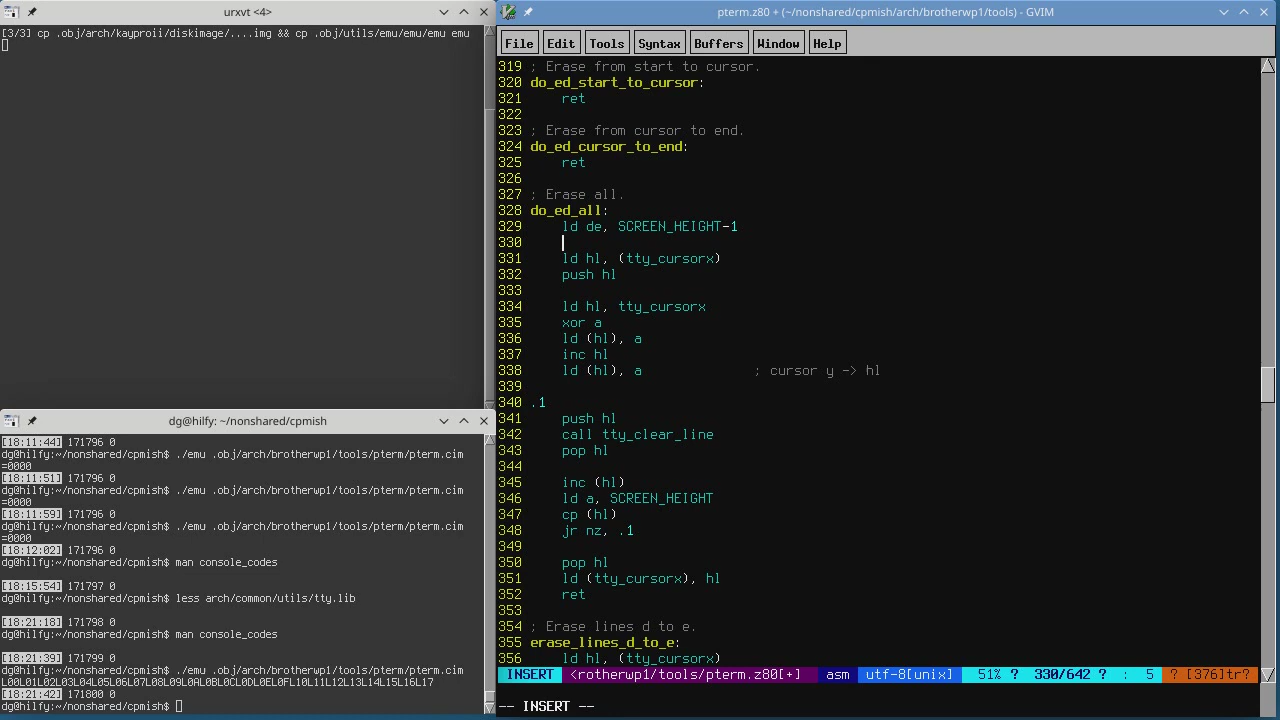 urxvt <4>
[3/3] cp .obj/arch/kayproii/diskimage/....img && cp .obj/utils/emu/emu/emu emu
dg@hilfy: ~/nonshared/cpmish
[18:11:44] 171796 0
dg@hilfy:~/nonshared/cpmish$ ./emu .obj/arch/brotherwp1/tools/pterm/pterm.cim
=0000
[18:11:51] 171796 0
dg@hilfy:~/nonshared/cpmish$ ./emu .obj/arch/brotherwp1/tools/pterm/pterm.cim
=0000
[18:11:59] 171796 0
dg@hilfy:~/nonshared/cpmish$ ./emu .obj/arch/brotherwp1/tools/pterm/pterm.cim
=0000
[18:12:02] 171796 0
dg@hilfy:~/nonshared/cpmish$ man console_codes
[18:15:54] 171797 0
dg@hilfy:~/nonshared/cpmish$ less arch/common/utils/tty.lib
[18:21:18] 171798 0
dg@hilfy:~/nonshared/cpmish$ man console_codes
[18:21:39] 171799 0
dg@hilfy:~/nonshared/cpmish$ ./emu .obj/arch/brotherwp1/tools/pterm/pterm.cim
L00L01L02L03L04L05L06L07L08L09L0AL0BL0CL0DL0EL0FL10L11L12L13L14L15L16L17
[18:21:42] 171800 0
dg@hilfy:~/nonshared/cpmish$
pterm.z80 + (~/nonshared/cpmish/arch/brotherwp1/tools) - GVIM
File Edit Tools Syntax Buffers Window Help
319 ; Erase from start to cursor.
320 do_ed_start_to_cursor:
321     ret
322
323 ; Erase from cursor to end.
324 do_ed_cursor_to_end:
325     ret
326
327 ; Erase all.
328 do_ed_all:
329     ld de, SCREEN_HEIGHT-1
330
331     ld hl, (tty_cursorx)
332     push hl
333
334     ld hl, tty_cursorx
335     xor a
336     ld (hl), a
337     inc hl
338     ld (hl), a              ; cursor y -> hl
339
340 .1
341     push hl
342     call tty_clear_line
343     pop hl
344
345     inc (hl)
346     ld a, SCREEN_HEIGHT
347     cp (hl)
348     jr nz, .1
349
350     pop hl
351     ld (tty_cursorx), hl
352     ret
353
354 ; Erase lines d to e.
355 erase_lines_d_to_e:
356     ld hl, (tty_cursorx)
INSERT <rotherwp1/tools/pterm.z80[+] asm utf-8[unix] 51% ? 330/642 ? : 5 ? [376]tr?
-- INSERT --